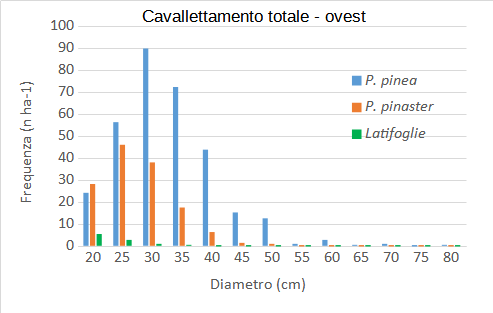 Cavallettamento totale - ovest
100
90
80
70
60
50
40
30
20
10
0
Frequenza (n ha-1)
P. pinea
P. pinaster
Latifoglie
20 25 30 35 40 45 50 55 60 65 70 75 80
Diametro (cm)